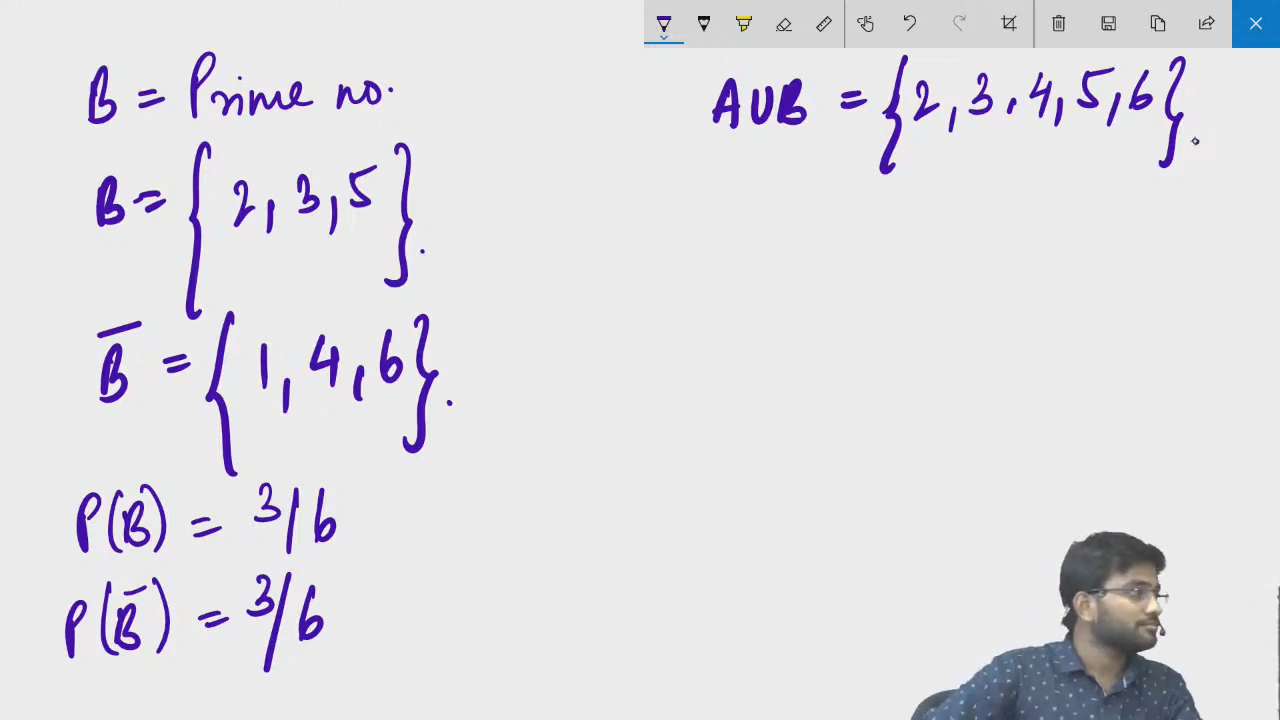 B = Prime no.
B = { 2, 3, 5 }.
B̅ = { 1, 4, 6 }.
P(B) = 3/6
P(B̅) = 3/6
A∪B = {2, 3, 4, 5, 6}.